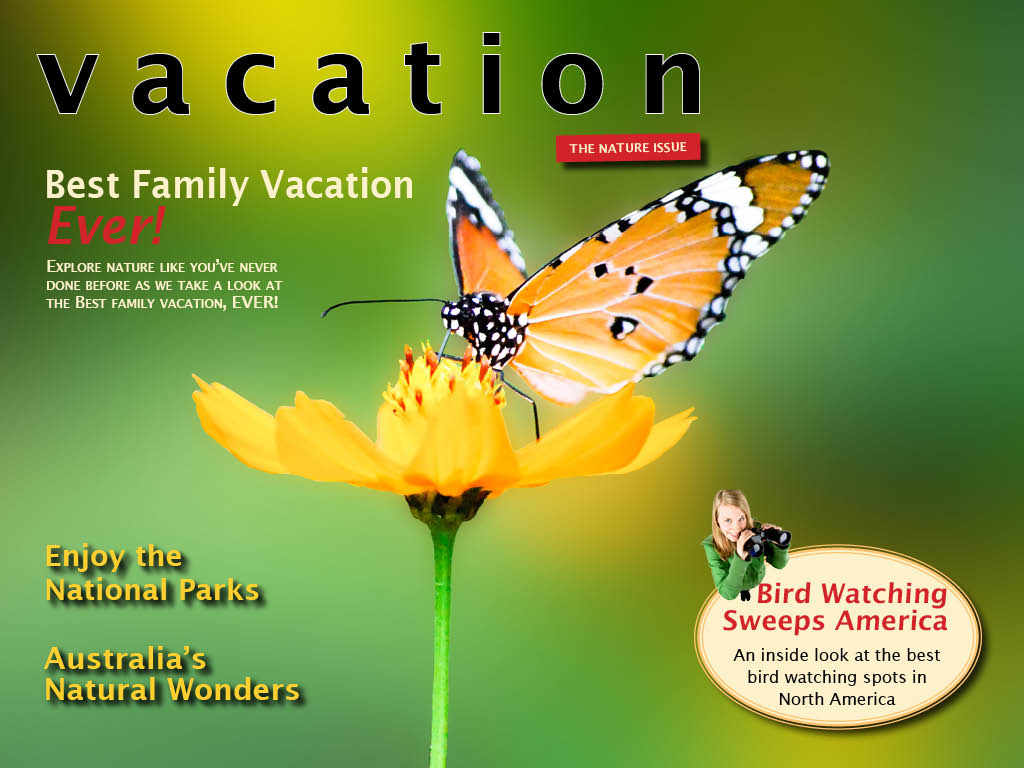 vacation
THE NATURE ISSUE
Best Family Vacation
Ever!
Explore nature like you've never
done before as we take a look at
the Best family vacation, EVER!
Enjoy the
National Parks
Australia's
Natural Wonders
Bird Watching
Sweeps America
An inside look at the best
bird watching spots in
North America